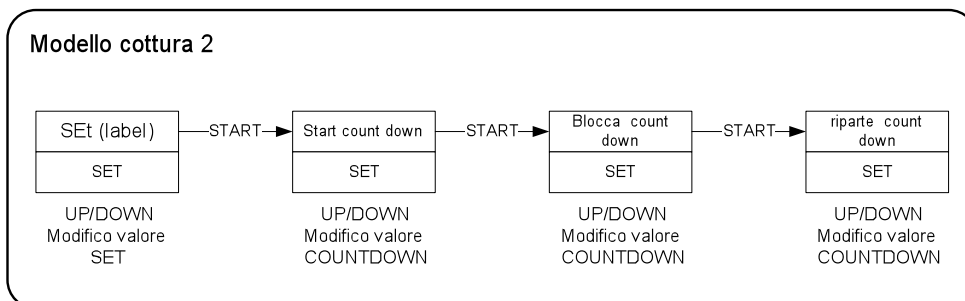 Modello cottura 2
SEt (label)
START
Start count down
START
Blocca count
down
START
riparte count
down
SET
SET
SET
SET
UP/DOWN
Modifico valore
SET
UP/DOWN
Modifico valore
COUNTDOWN
UP/DOWN
Modifico valore
COUNTDOWN
UP/DOWN
Modifico valore
COUNTDOWN